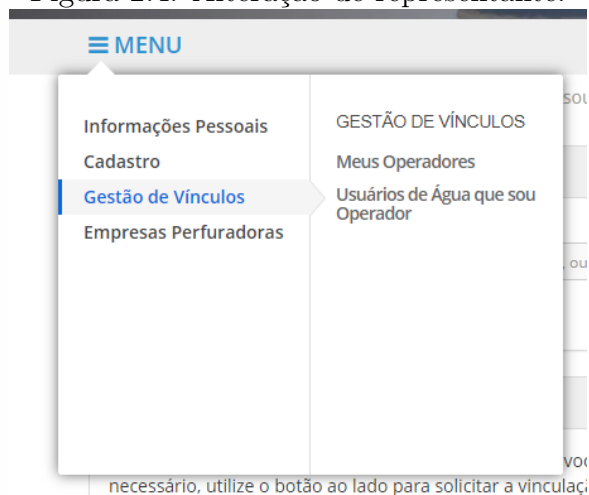 MENU
Informações Pessoais
Cadastro
Gestão de Vínculos
Empresas Perfuradoras
GESTÃO DE VÍNCULOS
Meus Operadores
Usuários de Água que sou
Operador
, ou
necessário, utilize o botão ao lado para solicitar a